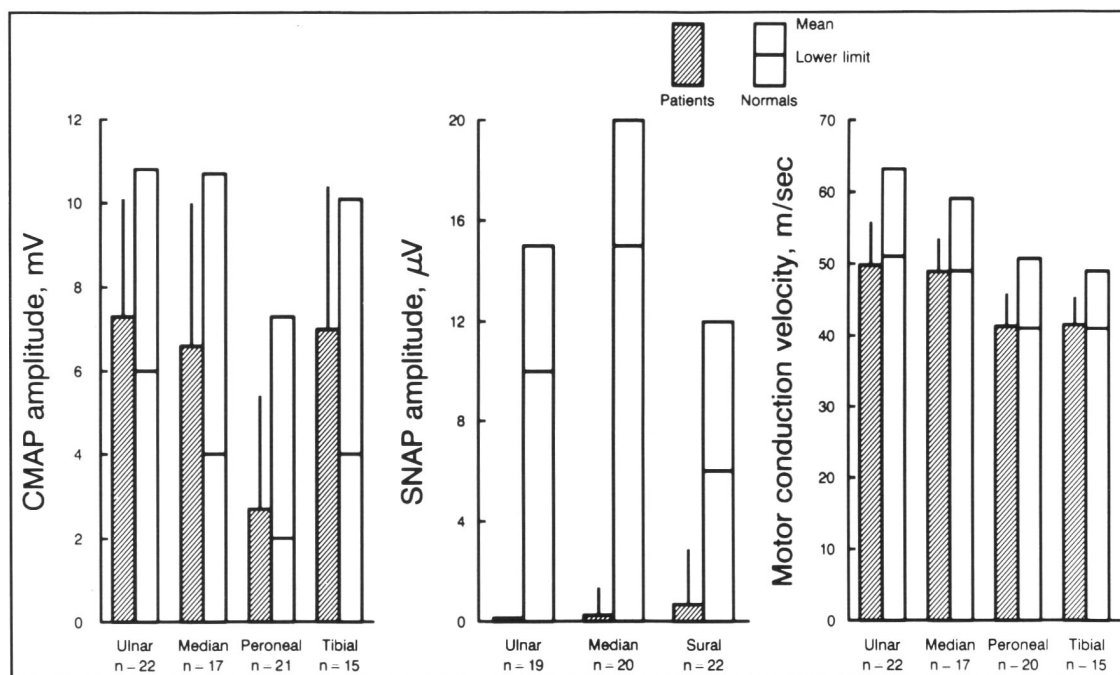 Mean
Lower limit
Patients Normals
CMAP amplitude, mV
12
10
8
6
4
2
0
Ulnar Median Peroneal Tibial
n – 22 n – 17 n – 21 n – 15
SNAP amplitude, μV
20
16
12
8
4
0
Ulnar Median Sural
n – 19 n – 20 n – 22
Motor conduction velocity, m/sec
70
60
50
40
30
20
10
0
Ulnar Median Peroneal Tibial
n – 22 n – 17 n – 20 n – 15